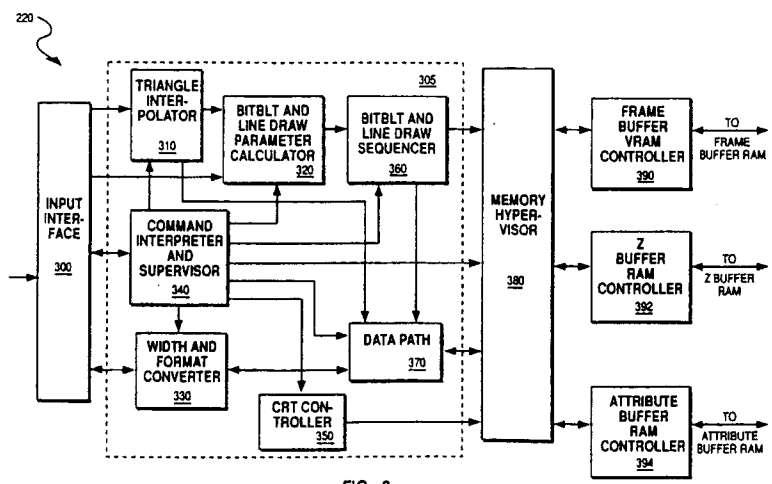 220
305
TRIANGLE
INTER-
POLATOR
310
BITBLT AND
LINE DRAW
PARAMETER
CALCULATOR
320
BITBLT AND
LINE DRAW
SEQUENCER
360
FRAME
BUFFER
VRAM
CONTROLLER
390
TO
FRAME
BUFFER RAM
INPUT
INTER-
FACE
300
COMMAND
INTERPRETER
AND
SUPERVISOR
340
MEMORY
HYPER-
VISOR
380
Z
BUFFER
RAM CONTROLLER
392
TO
Z BUFFER
RAM
WIDTH AND
FORMAT
CONVERTER
330
DATA PATH
370
CRT CON-
TROLLER
350
ATTRIBUTE
BUFFER
RAM
CONTROLLER
394
TO
ATTRIBUTE
BUFFER RAM